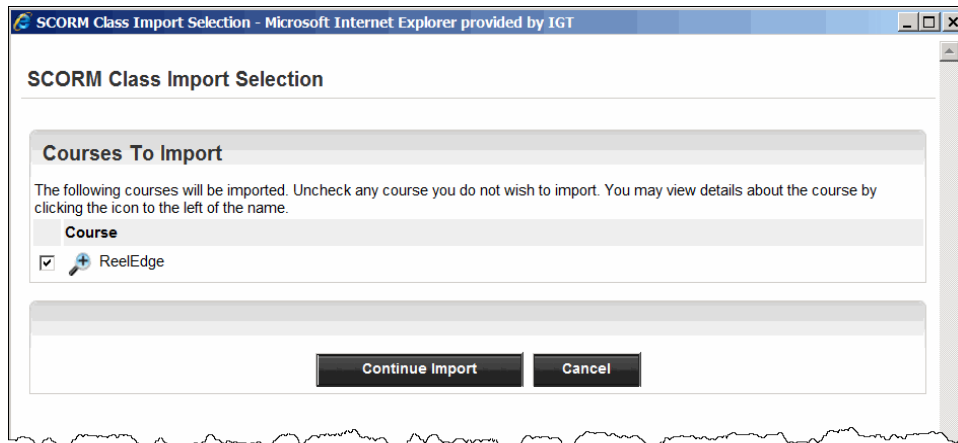 SCORM Class Import Selection - Microsoft Internet Explorer provided by IGT
SCORM Class Import Selection
Courses To Import
The following courses will be imported. Uncheck any course you do not wish to import. You may view details about the course by
clicking the icon to the left of the name.
Course
ReelEdge
Continue Import Cancel